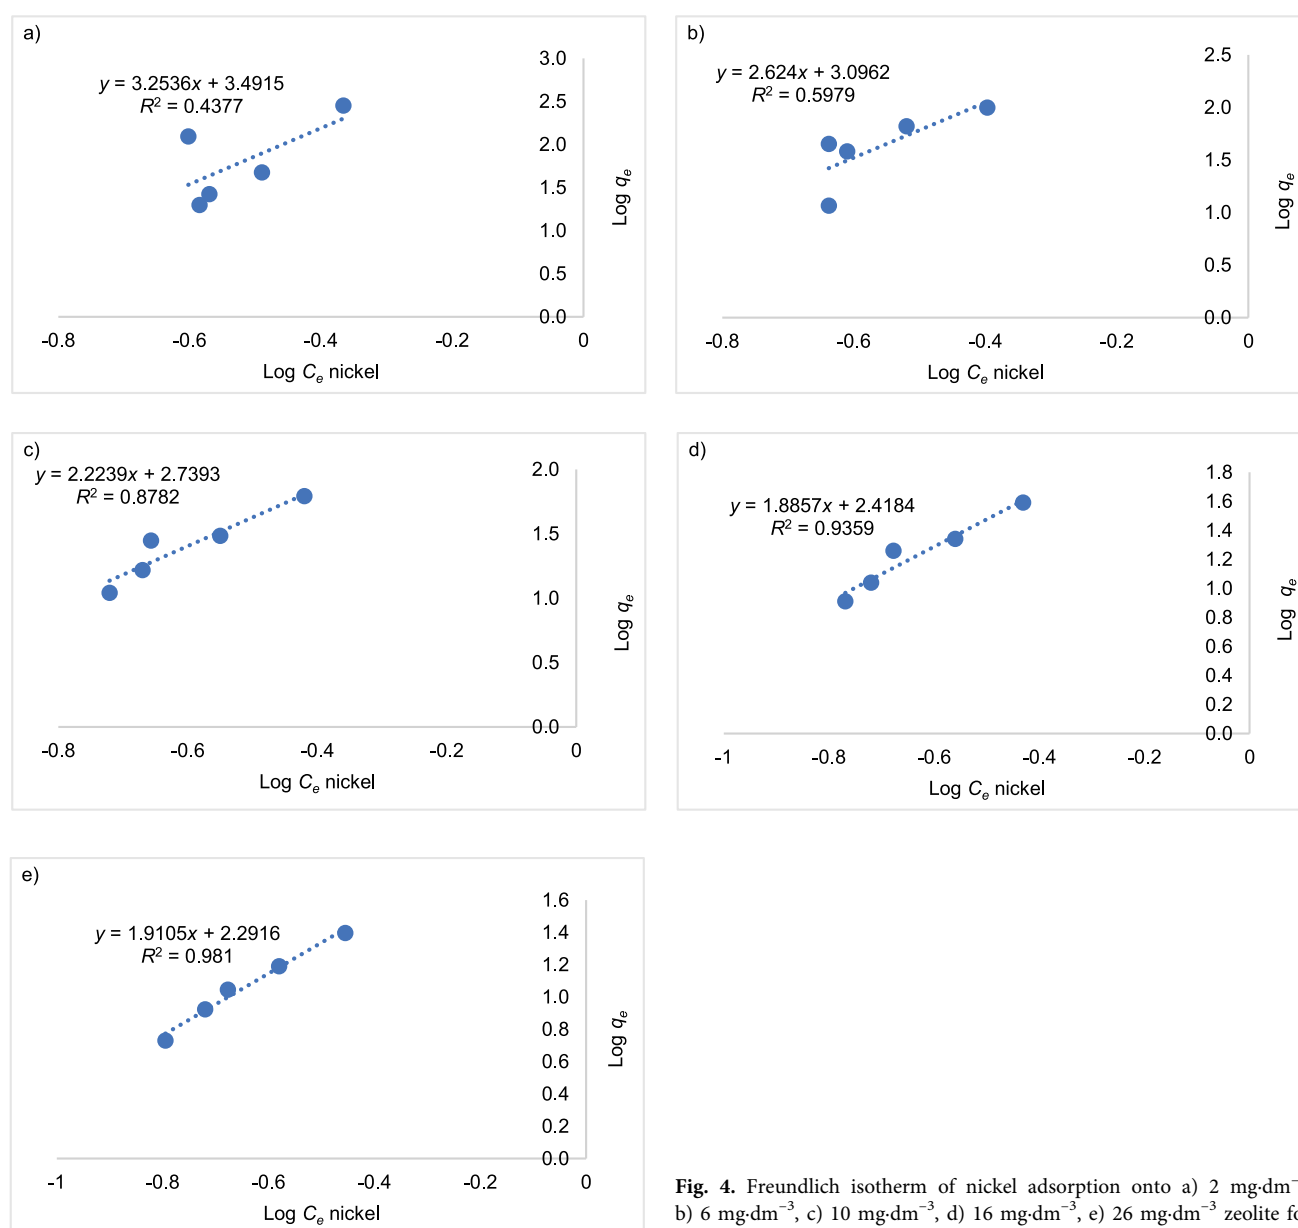 a)
y = 3.2536x + 3.4915
R² = 0.4377
3.0
2.5
2.0
1.5
1.0
0.5
0.0
Log qₑ
-0.8 -0.6 -0.4 -0.2 0
Log Cₑ nickel
b)
y = 2.624x + 3.0962
R² = 0.5979
2.5
2.0
1.5
1.0
0.5
0.0
Log qₑ
-0.8 -0.6 -0.4 -0.2 0
Log Cₑ nickel
c)
y = 2.2239x + 2.7393
R² = 0.8782
2.0
1.5
1.0
0.5
0.0
Log qₑ
-0.8 -0.6 -0.4 -0.2 0
Log Cₑ nickel
d)
y = 1.8857x + 2.4184
R² = 0.9359
1.8
1.6
1.4
1.2
1.0
0.8
0.6
0.4
0.2
0.0
Log qₑ
-1 -0.8 -0.6 -0.4 -0.2 0
Log Cₑ nickel
e)
y = 1.9105x + 2.2916
R² = 0.981
1.6
1.4
1.2
1.0
0.8
0.6
0.4
0.2
0.0
Log qₑ
-1 -0.8 -0.6 -0.4 -0.2 0
Log Cₑ nickel
Fig. 4. Freundlich isotherm of nickel adsorption onto a) 2 mg·dm⁻
b) 6 mg·dm⁻³, c) 10 mg·dm⁻³, d) 16 mg·dm⁻³, e) 26 mg·dm⁻³ zeolite fo